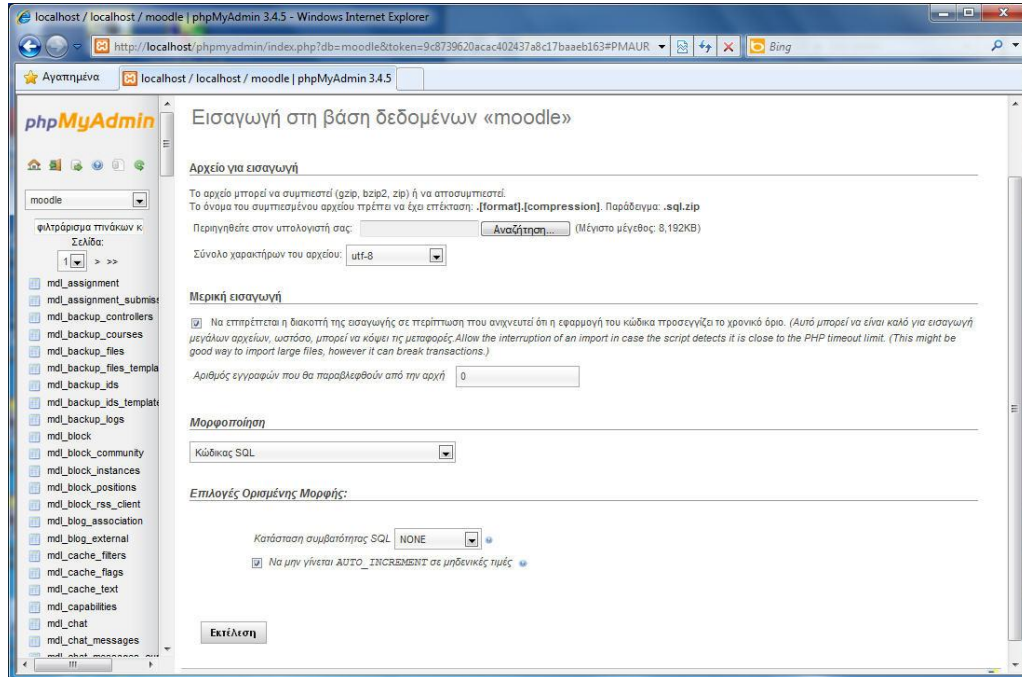 localhost / localhost / moodle | phpMyAdmin 3.4.5 - Windows Internet Explorer
http://localhost/phpmyadmin/index.php?db=moodle&token=9c8739620acac402437a8c17baaeb163#PMAUR
Bing
Αγαπημένα
localhost / localhost / moodle | phpMyAdmin 3.4.5
phpMyAdmin
moodle
φιλτράρισμα πινάκων κ
Σελίδα:
1 > >>
mdl_assignment
mdl_assignment_submiss
mdl_backup_controllers
mdl_backup_courses
mdl_backup_files
mdl_backup_files_templa
mdl_backup_ids
mdl_backup_ids_template
mdl_backup_logs
mdl_block
mdl_block_community
mdl_block_instances
mdl_block_positions
mdl_block_rss_client
mdl_blog_association
mdl_blog_external
mdl_cache_filters
mdl_cache_flags
mdl_cache_text
mdl_capabilities
mdl_chat
mdl_chat_messages
Εισαγωγή στη βάση δεδομένων «moodle»
Αρχείο για εισαγωγή
Το αρχείο μπορεί να συμπιεστεί (gzip, bzip2, zip) ή να αποσυμπιεστεί.
Το όνομα του συμπιεσμένου αρχείου πρέπει να έχει επέκταση: .[format].[compression]. Παράδειγμα: .sql.zip
Περιηγηθείτε στον υπολογιστή σας: Αναζήτηση... (Μέγιστο μέγεθος: 8,192KB)
Σύνολο χαρακτήρων του αρχείου: utf-8
Μερική εισαγωγή
Να επιτρέπεται η διακοπή της εισαγωγής σε περίπτωση που ανιχνευτεί ότι η εφαρμογή του κώδικα προσεγγίζει το χρονικό όριο. (Αυτό μπορεί να είναι καλό για εισαγωγή
μεγάλων αρχείων, ωστόσο, μπορεί να κόψει τις μεταφορές.Allow the interruption of an import in case the script detects it is close to the PHP timeout limit. (This might be
good way to import large files, however it can break transactions.)
Αριθμός εγγραφών που θα παραβλεφθούν από την αρχή 0
Μορφοποίηση
Κώδικας SQL
Επιλογές Ορισμένης Μορφής:
Κατάσταση συμβατότητας SQL NONE
Να μην γίνεται AUTO_INCREMENT σε μηδενικές τιμές
Εκτέλεση